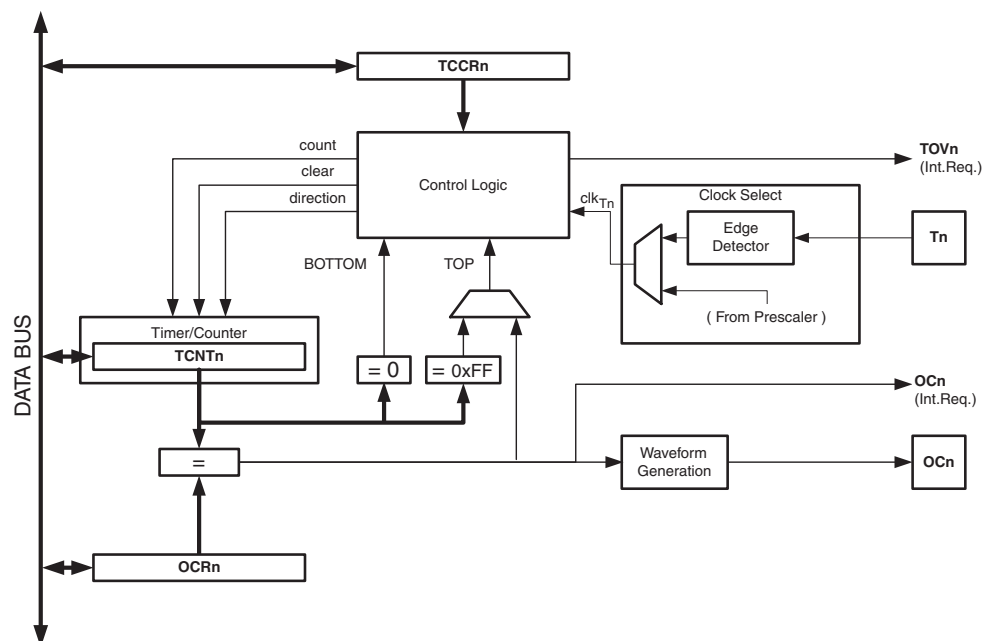 TCCRn
count
clear
direction
Control Logic
TOVn
(Int.Req.)
clkTn
Clock Select
Edge
Detector
Tn
( From Prescaler )
BOTTOM
TOP
DATA BUS
Timer/Counter
TCNTn
= 0
= 0xFF
OCn
(Int.Req.)
=
Waveform
Generation
OCn
OCRn